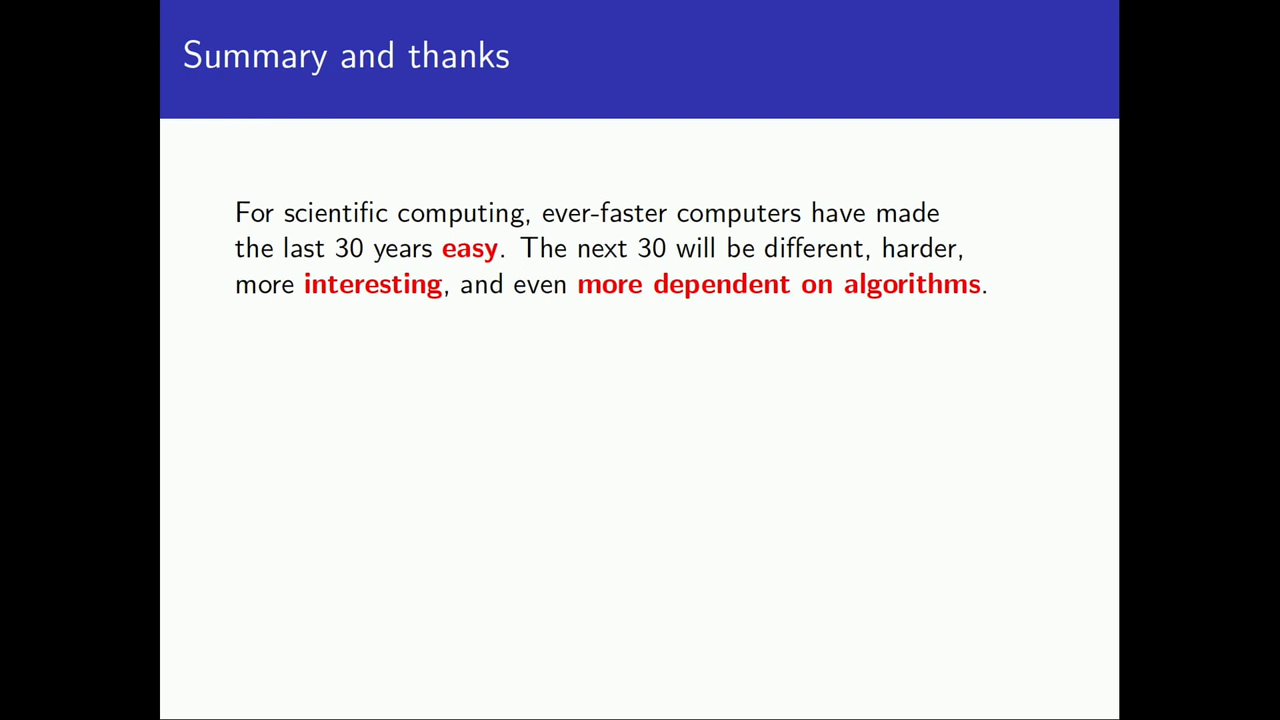 Summary and thanks
For scientific computing, ever-faster computers have made
the last 30 years easy. The next 30 will be different, harder,
more interesting, and even more dependent on algorithms.